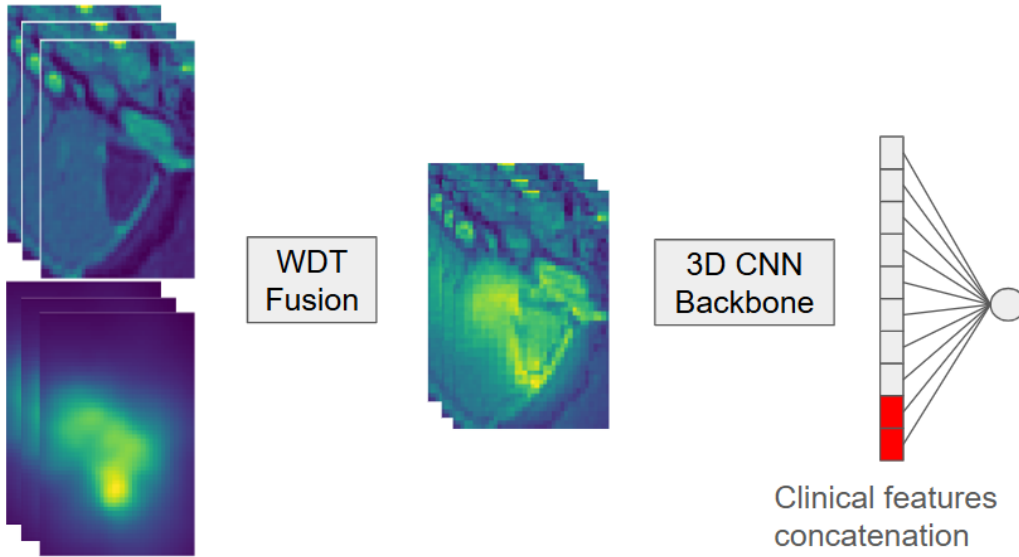 WDT
Fusion
3D CNN
Backbone
Clinical features
concatenation